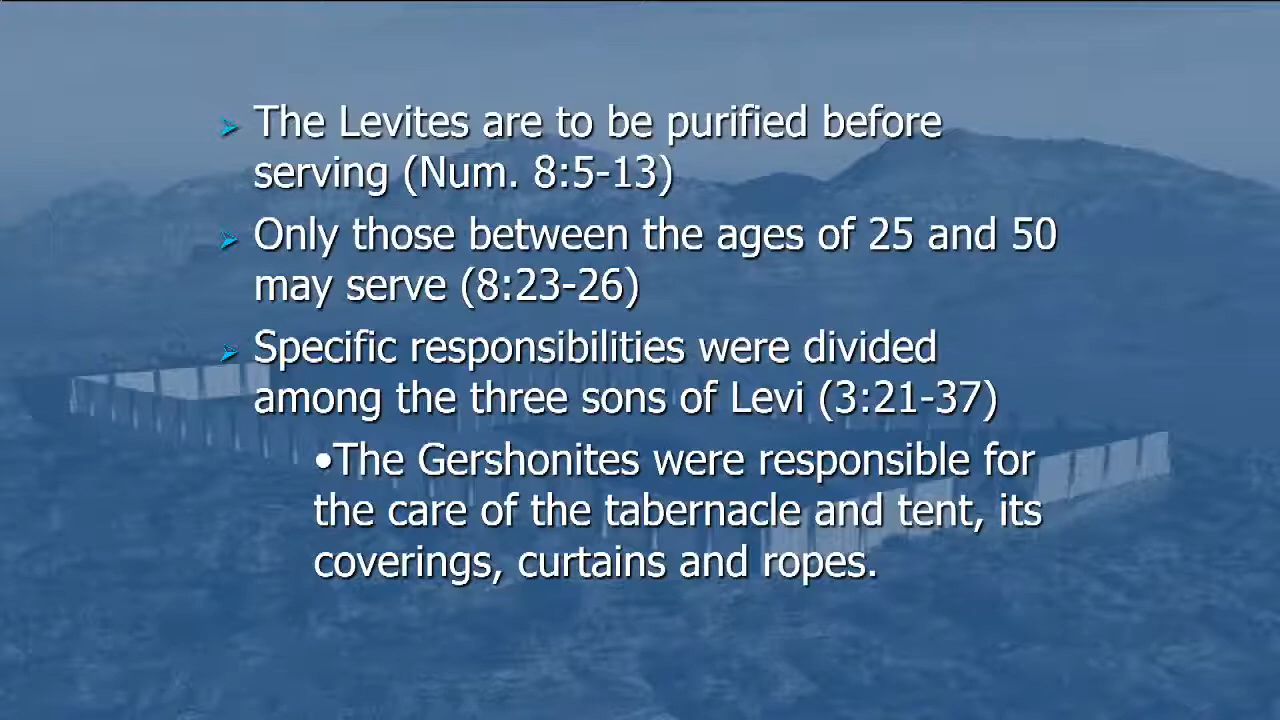 ➢ The Levites are to be purified before
serving (Num. 8:5-13)
➢ Only those between the ages of 25 and 50
may serve (8:23-26)
➢ Specific responsibilities were divided
among the three sons of Levi (3:21-37)
•The Gershonites were responsible for
the care of the tabernacle and tent, its
coverings, curtains and ropes.